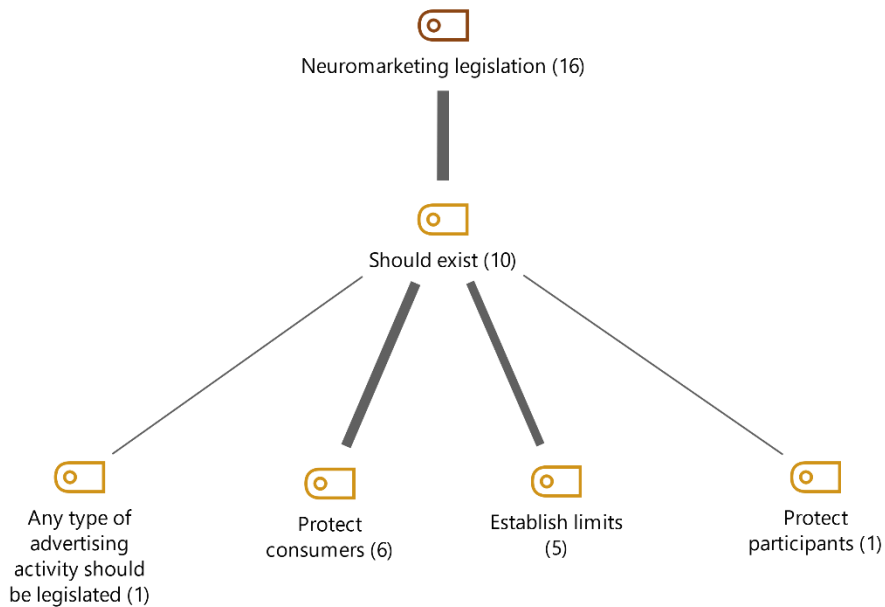 Neuromarketing legislation (16)
Should exist (10)
Any type of
advertising
activity should
be legislated (1)
Protect
consumers (6)
Establish limits
(5)
Protect
participants (1)